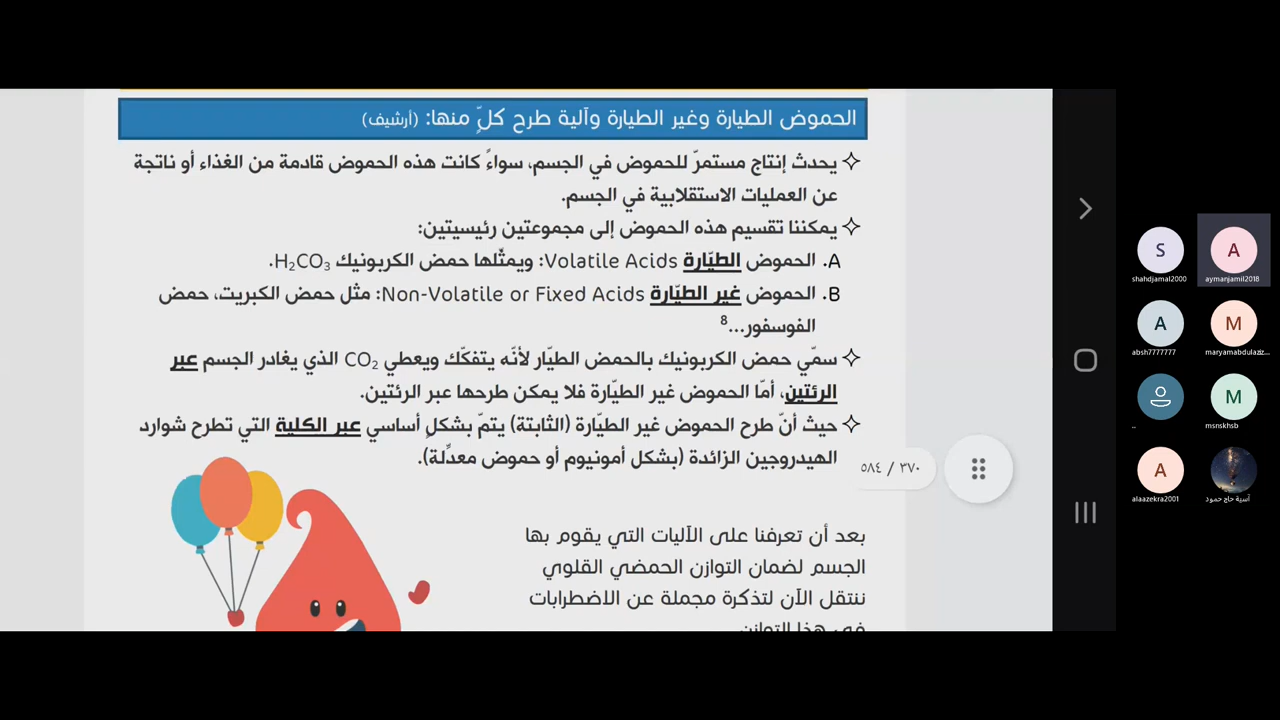 الحموض الطيارة وغير الطيارة وآلية طرح كلٍّ منها: (أرشيف)
يحدث إنتاج مستمرّ للحموض في الجسم، سواءً كانت هذه الحموض قادمة من الغذاء أو ناتجة
عن العمليات الاستقلابية في الجسم.
يمكننا تقسيم هذه الحموض إلى مجموعتين رئيسيتين:
A. الحموض الطيّارة Volatile Acids: ويمثّلها حمض الكربونيك H₂CO₃.
B. الحموض غير الطيّارة Non-Volatile or Fixed Acids: مثل حمض الكبريت، حمض
الفوسفور...⁸
سمّي حمض الكربونيك بالحمض الطيّار لأنّه يتفكّك ويعطي CO₂ الذي يغادر الجسم عبر
الرئتين، أمّا الحموض غير الطيّارة فلا يمكن طرحها عبر الرئتين.
حيث أنّ طرح الحموض غير الطيّارة (الثابتة) يتمّ بشكلٍ أساسي عبر الكلية التي تطرح شوارد
الهيدروجين الزائدة (بشكل أمونيوم أو حموض معدّلة).
٣٧٠ / ٥٨٤
بعد أن تعرفنا على الآليات التي يقوم بها
الجسم لضمان التوازن الحمضي القلوي
ننتقل الآن لتذكرة مجملة عن الاضطرابات
في هذا التوازن
S
A
shahdjamal2000
aymanjamil2018
A
M
absh7777777
maryamabdulaziz...
M
..
msnskhsb
A
alaazekra2001
آسية حاج حمود